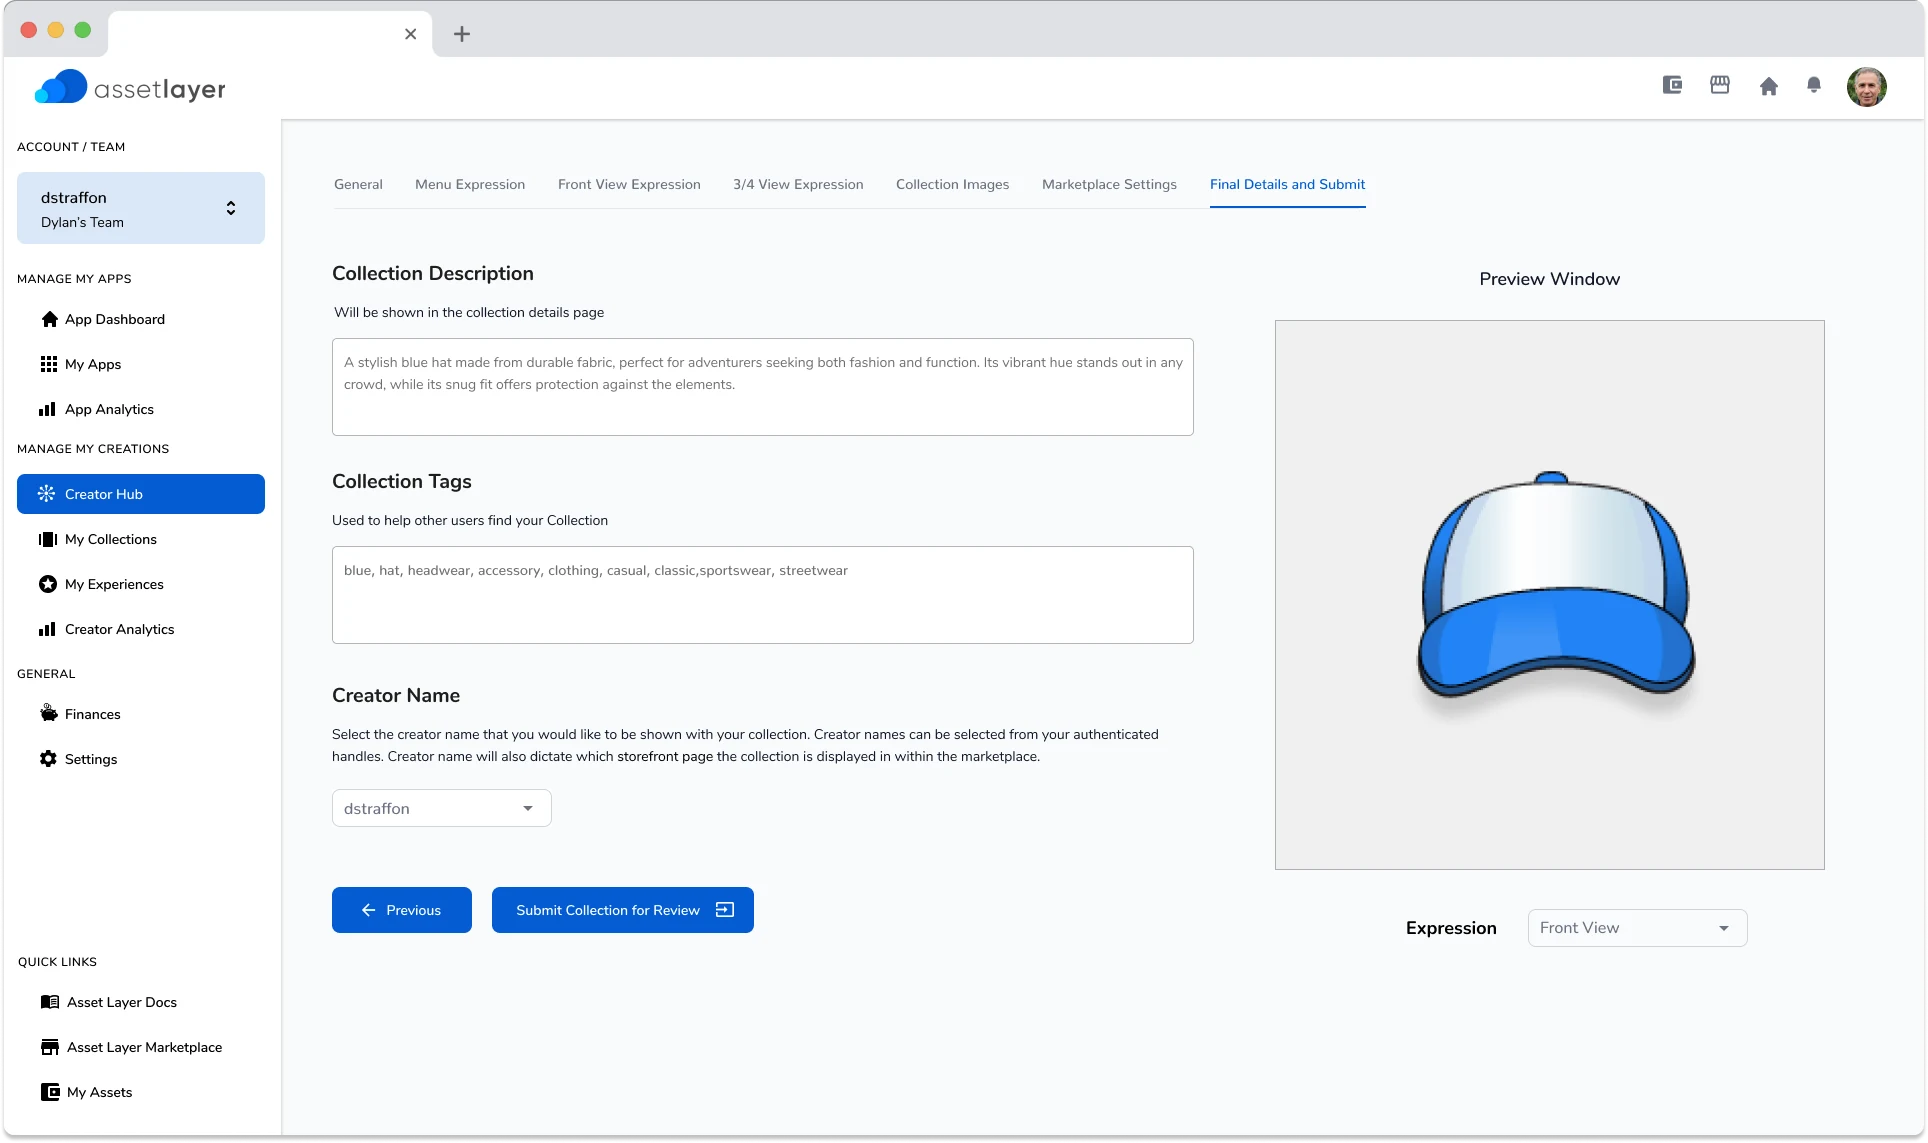 assetlayer
ACCOUNT / TEAM
dstraffon
Dylan's Team
MANAGE MY APPS
App Dashboard
My Apps
App Analytics
MANAGE MY CREATIONS
Creator Hub
My Collections
My Experiences
Creator Analytics
GENERAL
Finances
Settings
QUICK LINKS
Asset Layer Docs
Asset Layer Marketplace
My Assets
General
Menu Expression
Front View Expression
3/4 View Expression
Collection Images
Marketplace Settings
Final Details and Submit
Collection Description
Will be shown in the collection details page
A stylish blue hat made from durable fabric, perfect for adventurers seeking both fashion and function. Its vibrant hue stands out in any
crowd, while its snug fit offers protection against the elements.
Collection Tags
Used to help other users find your Collection
blue, hat, headwear, accessory, clothing, casual, classic,sportswear, streetwear
Creator Name
Select the creator name that you would like to be shown with your collection. Creator names can be selected from your authenticated
handles. Creator name will also dictate which storefront page the collection is displayed in within the marketplace.
dstraffon
Previous
Submit Collection for Review
Preview Window
Expression
Front View